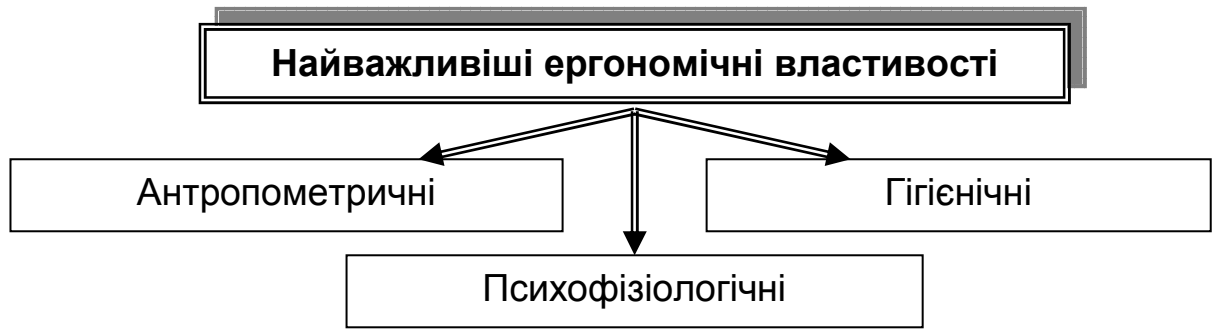 Найважливіші ергономічні властивості
Антропометричні
Гігієнічні
Психофізіологічні